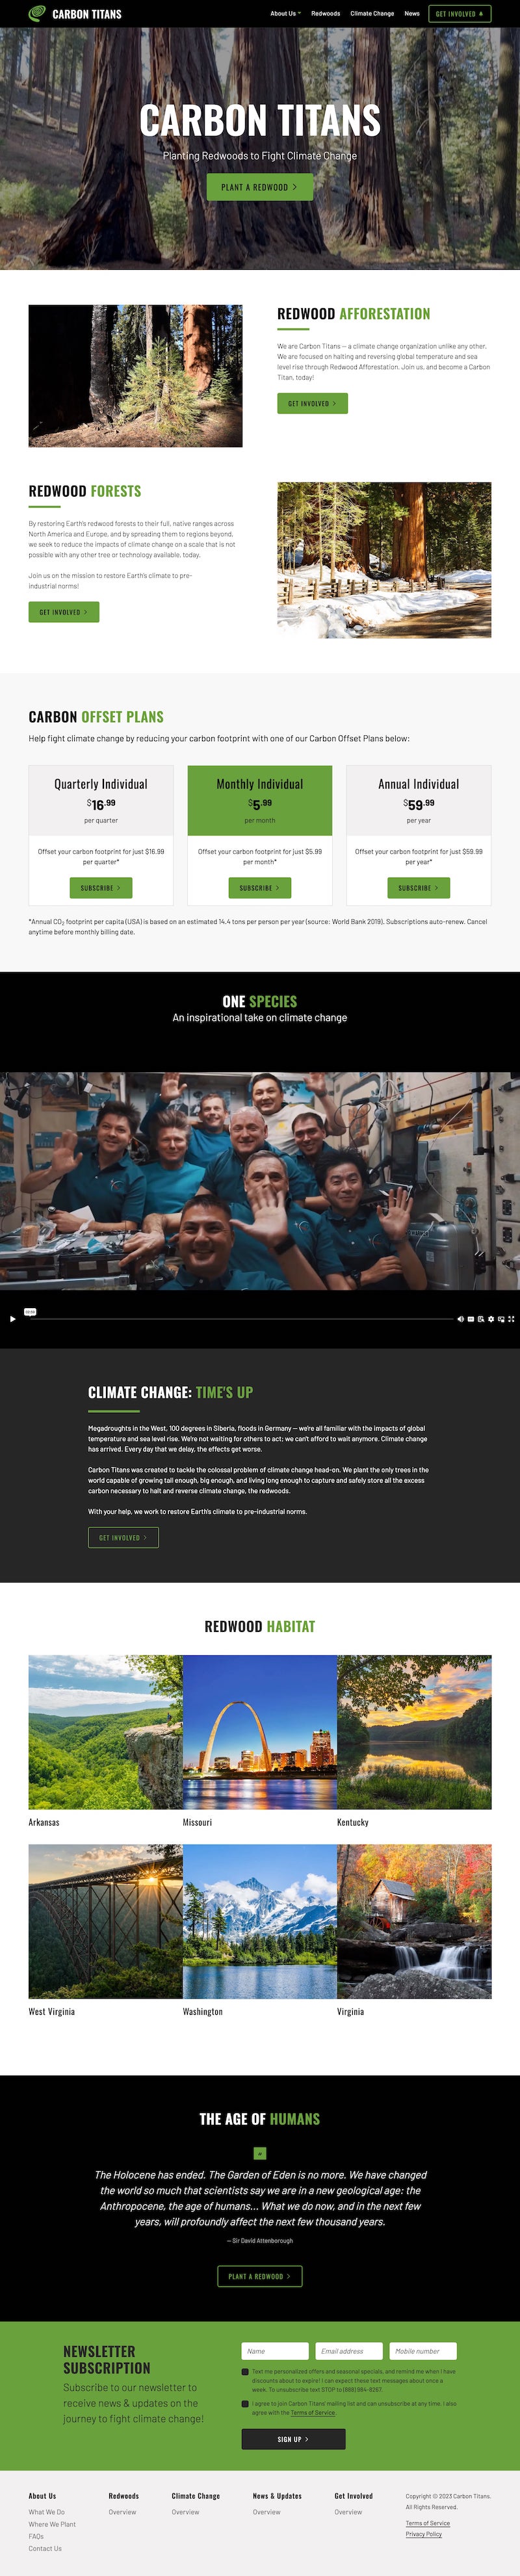 CARBON TITANS
About Us
Redwoods
Climate Change
News
GET INVOLVED
CARBON TITANS
Planting Redwoods to Fight Climate Change
PLANT A REDWOOD
REDWOOD AFFORESTATION
We are Carbon Titans — a climate change organization unlike any other.
We are focused on halting and reversing global temperature and sea
level rise through Redwood Afforestation. Join us, and become a Carbon
Titan, today!
GET INVOLVED
REDWOOD FORESTS
By restoring Earth's redwood forests to their full, native ranges across
North America and Europe, and by spreading them to regions beyond,
we seek to reduce the impacts of climate change on a scale that is not
possible with any other tree or technology available, today.
Join us on the mission to restore Earth's climate to pre-
industrial norms!
GET INVOLVED
CARBON OFFSET PLANS
Help fight climate change by reducing your carbon footprint with one of our Carbon Offset Plans below:
Quarterly Individual
$16.99
per quarter
Offset your carbon footprint for just $16.99
per quarter*
SUBSCRIBE
Monthly Individual
$5.99
per month
Offset your carbon footprint for just $5.99
per month*
SUBSCRIBE
Annual Individual
$59.99
per year
Offset your carbon footprint for just $59.99
per year*
SUBSCRIBE
*Annual CO2 footprint per capita (USA) is based on an estimated 14.4 tons per person per year (source: World Bank 2019). Subscriptions auto-renew. Cancel
anytime before monthly billing date.
ONE SPECIES
An inspirational take on climate change
CLIMATE CHANGE: TIME'S UP
Megadroughts in the West, 100 degrees in Siberia, floods in Germany — we're all familiar with the impacts of global
temperature and sea level rise. We're not waiting for others to act; we can't afford to wait anymore. Climate change
has arrived. Every day that we delay, the effects get worse.
Carbon Titans was created to tackle the colossal problem of climate change head-on. We plant the only trees in the
world capable of growing tall enough, big enough, and living long enough to capture and safely store all the excess
carbon necessary to halt and reverse climate change, the redwoods.
With your help, we work to restore Earth's climate to pre-industrial norms.
GET INVOLVED
REDWOOD HABITAT
Arkansas
Missouri
Kentucky
West Virginia
Washington
Virginia
THE AGE OF HUMANS
The Holocene has ended. The Garden of Eden is no more. We have changed
the world so much that scientists say we are in a new geological age: the
Anthropocene, the age of humans... What we do now, and in the next few
years, will profoundly affect the next few thousand years.
— Sir David Attenborough
PLANT A REDWOOD
NEWSLETTER
SUBSCRIPTION
Subscribe to our newsletter to
receive news & updates on the
journey to fight climate change!
Name
Email address
Mobile number
Text me personalized offers and seasonal specials, and remind me when I have
discounts about to expire! I can expect these text messages about once a
week. To unsubscribe text STOP to (888) 984-8267.
I agree to join Carbon Titans' mailing list and can unsubscribe at any time. I also
agree with the Terms of Service.
SIGN UP
About Us
What We Do
Where We Plant
FAQs
Contact Us
Redwoods
Overview
Climate Change
Overview
News & Updates
Overview
Get Involved
Overview
Copyright © 2023 Carbon Titans.
All Rights Reserved.
Terms of Service
Privacy Policy